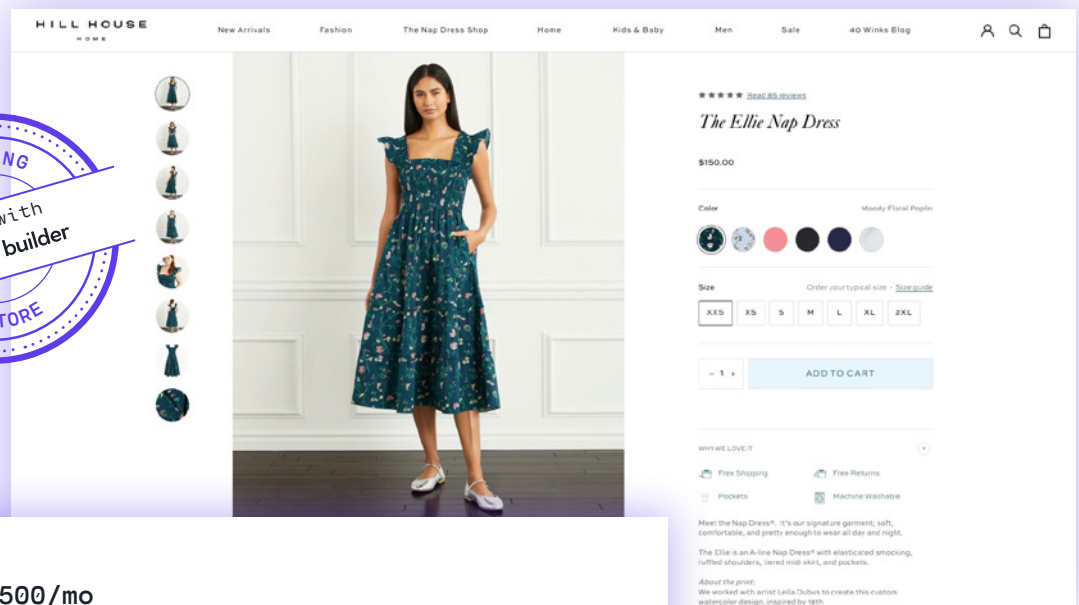 HILL HOUSE
HOME
New Arrivals
Fashion
The Nap Dress Shop
Home
Kids & Baby
Men
Sale
40 Winks Blog
NG
with
builder
TORE
Read 85 reviews
The Ellie Nap Dress
$150.00
Color
Moody Floral Poplin
Size
Order your typical size - Size guide
XXS
XS
S
M
L
XL
2XL
– 1 +
ADD TO CART
WHY WE LOVE IT
+
Free Shipping
Free Returns
Pockets
Machine Washable
Meet the Nap Dress®. It's our signature garment; soft,
comfortable, and pretty enough to wear all day and night.
The Ellie is an A-line Nap Dress® with elasticated smocking,
ruffled shoulders, tiered midi skirt, and pockets.
About the print:
We worked with artist Leila Dubus to create this custom
watercolor design, inspired by 18th
500/mo